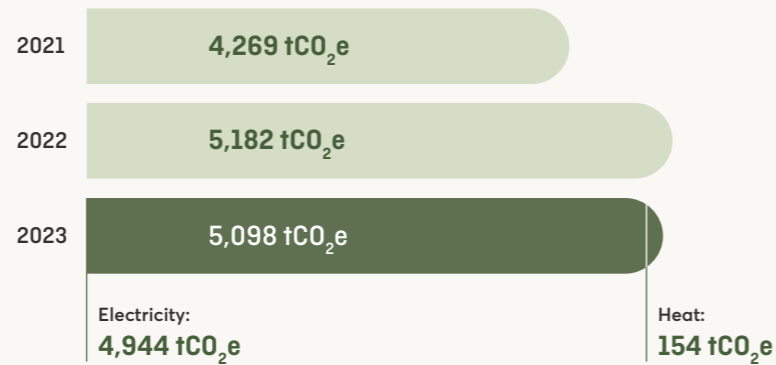 2021 4,269 tCO₂e
2022 5,182 tCO₂e
2023 5,098 tCO₂e
Electricity: Heat:
4,944 tCO₂e 154 tCO₂e